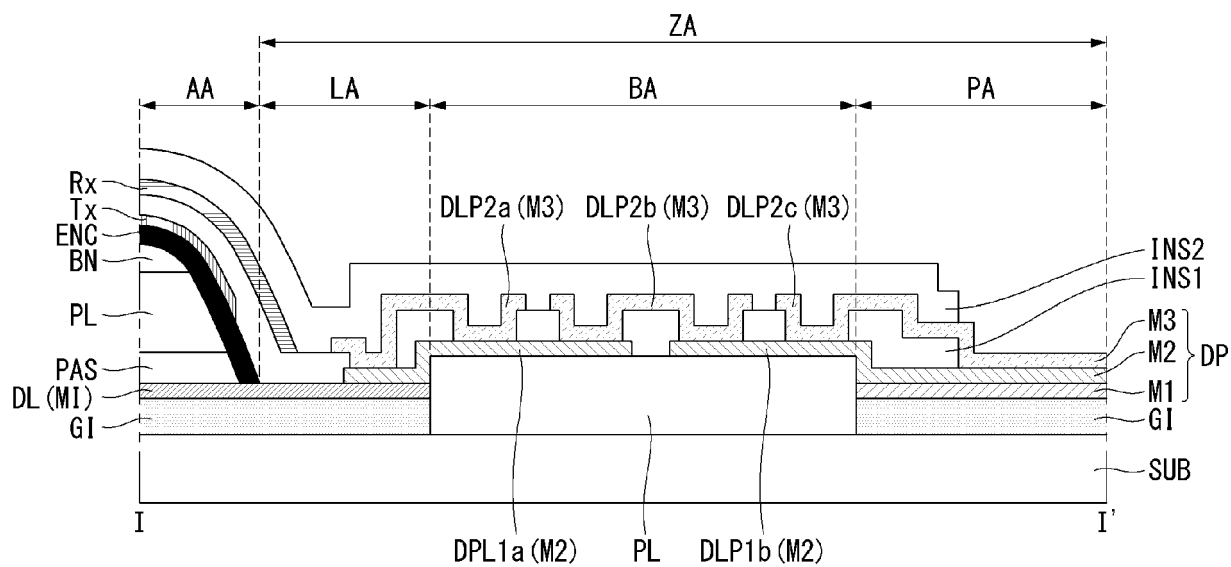 ZA
AA
LA
BA
PA
Rx
Tx
ENC
BN
PL
PAS
DL(MI)
GI
DLP2a(M3)
DLP2b(M3)
DLP2c(M3)
INS2
INS1
M3
M2
M1
DP
GI
SUB
I
I'
DPL1a(M2)
PL
DLP1b(M2)